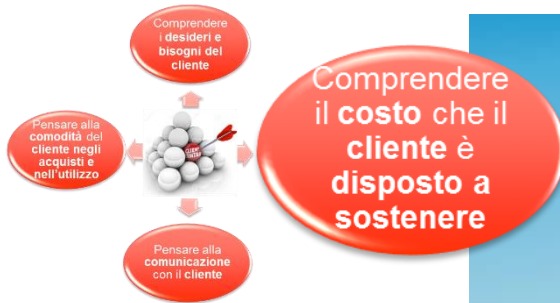 Comprendere
i desideri e
bisogni del
cliente
Comprendere
il costo che il
cliente è
disposto a
sostenere
Pensare alla
comodità del
cliente negli
acquisti e
nell'utilizzo
Pensare alla
comunicazione
con il cliente